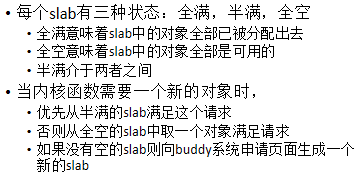 • 每个slab有三种状态：全满，半满，全空
• 全满意味着slab中的对象全部已被分配出去
• 全空意味着slab中的对象全部是可用的
• 半满介于两者之间
• 当内核函数需要一个新的对象时，
• 优先从半满的slab满足这个请求
• 否则从全空的slab中取一个对象满足请求
• 如果没有空的slab则向buddy系统申请页面生成一个
新的slab